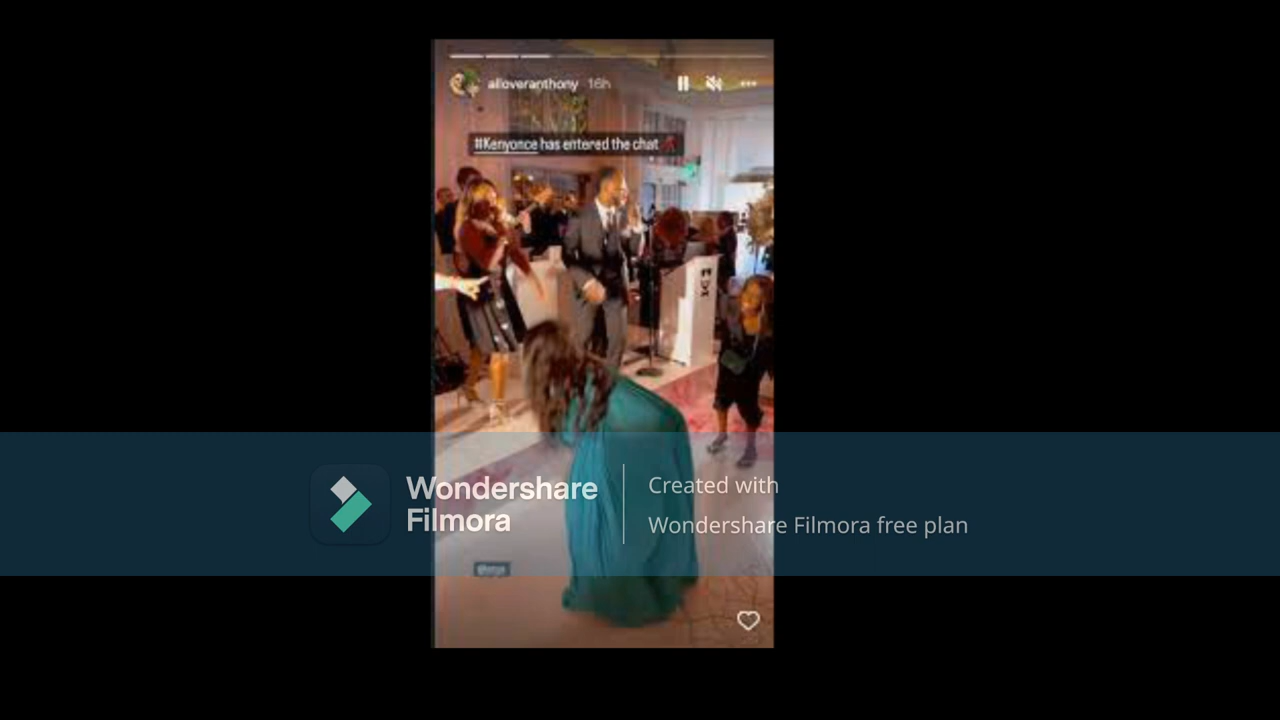 alloveranthony 16h
#Kenyonce has entered the chat
Wondershare
Filmora
Created with
Wondershare Filmora free plan